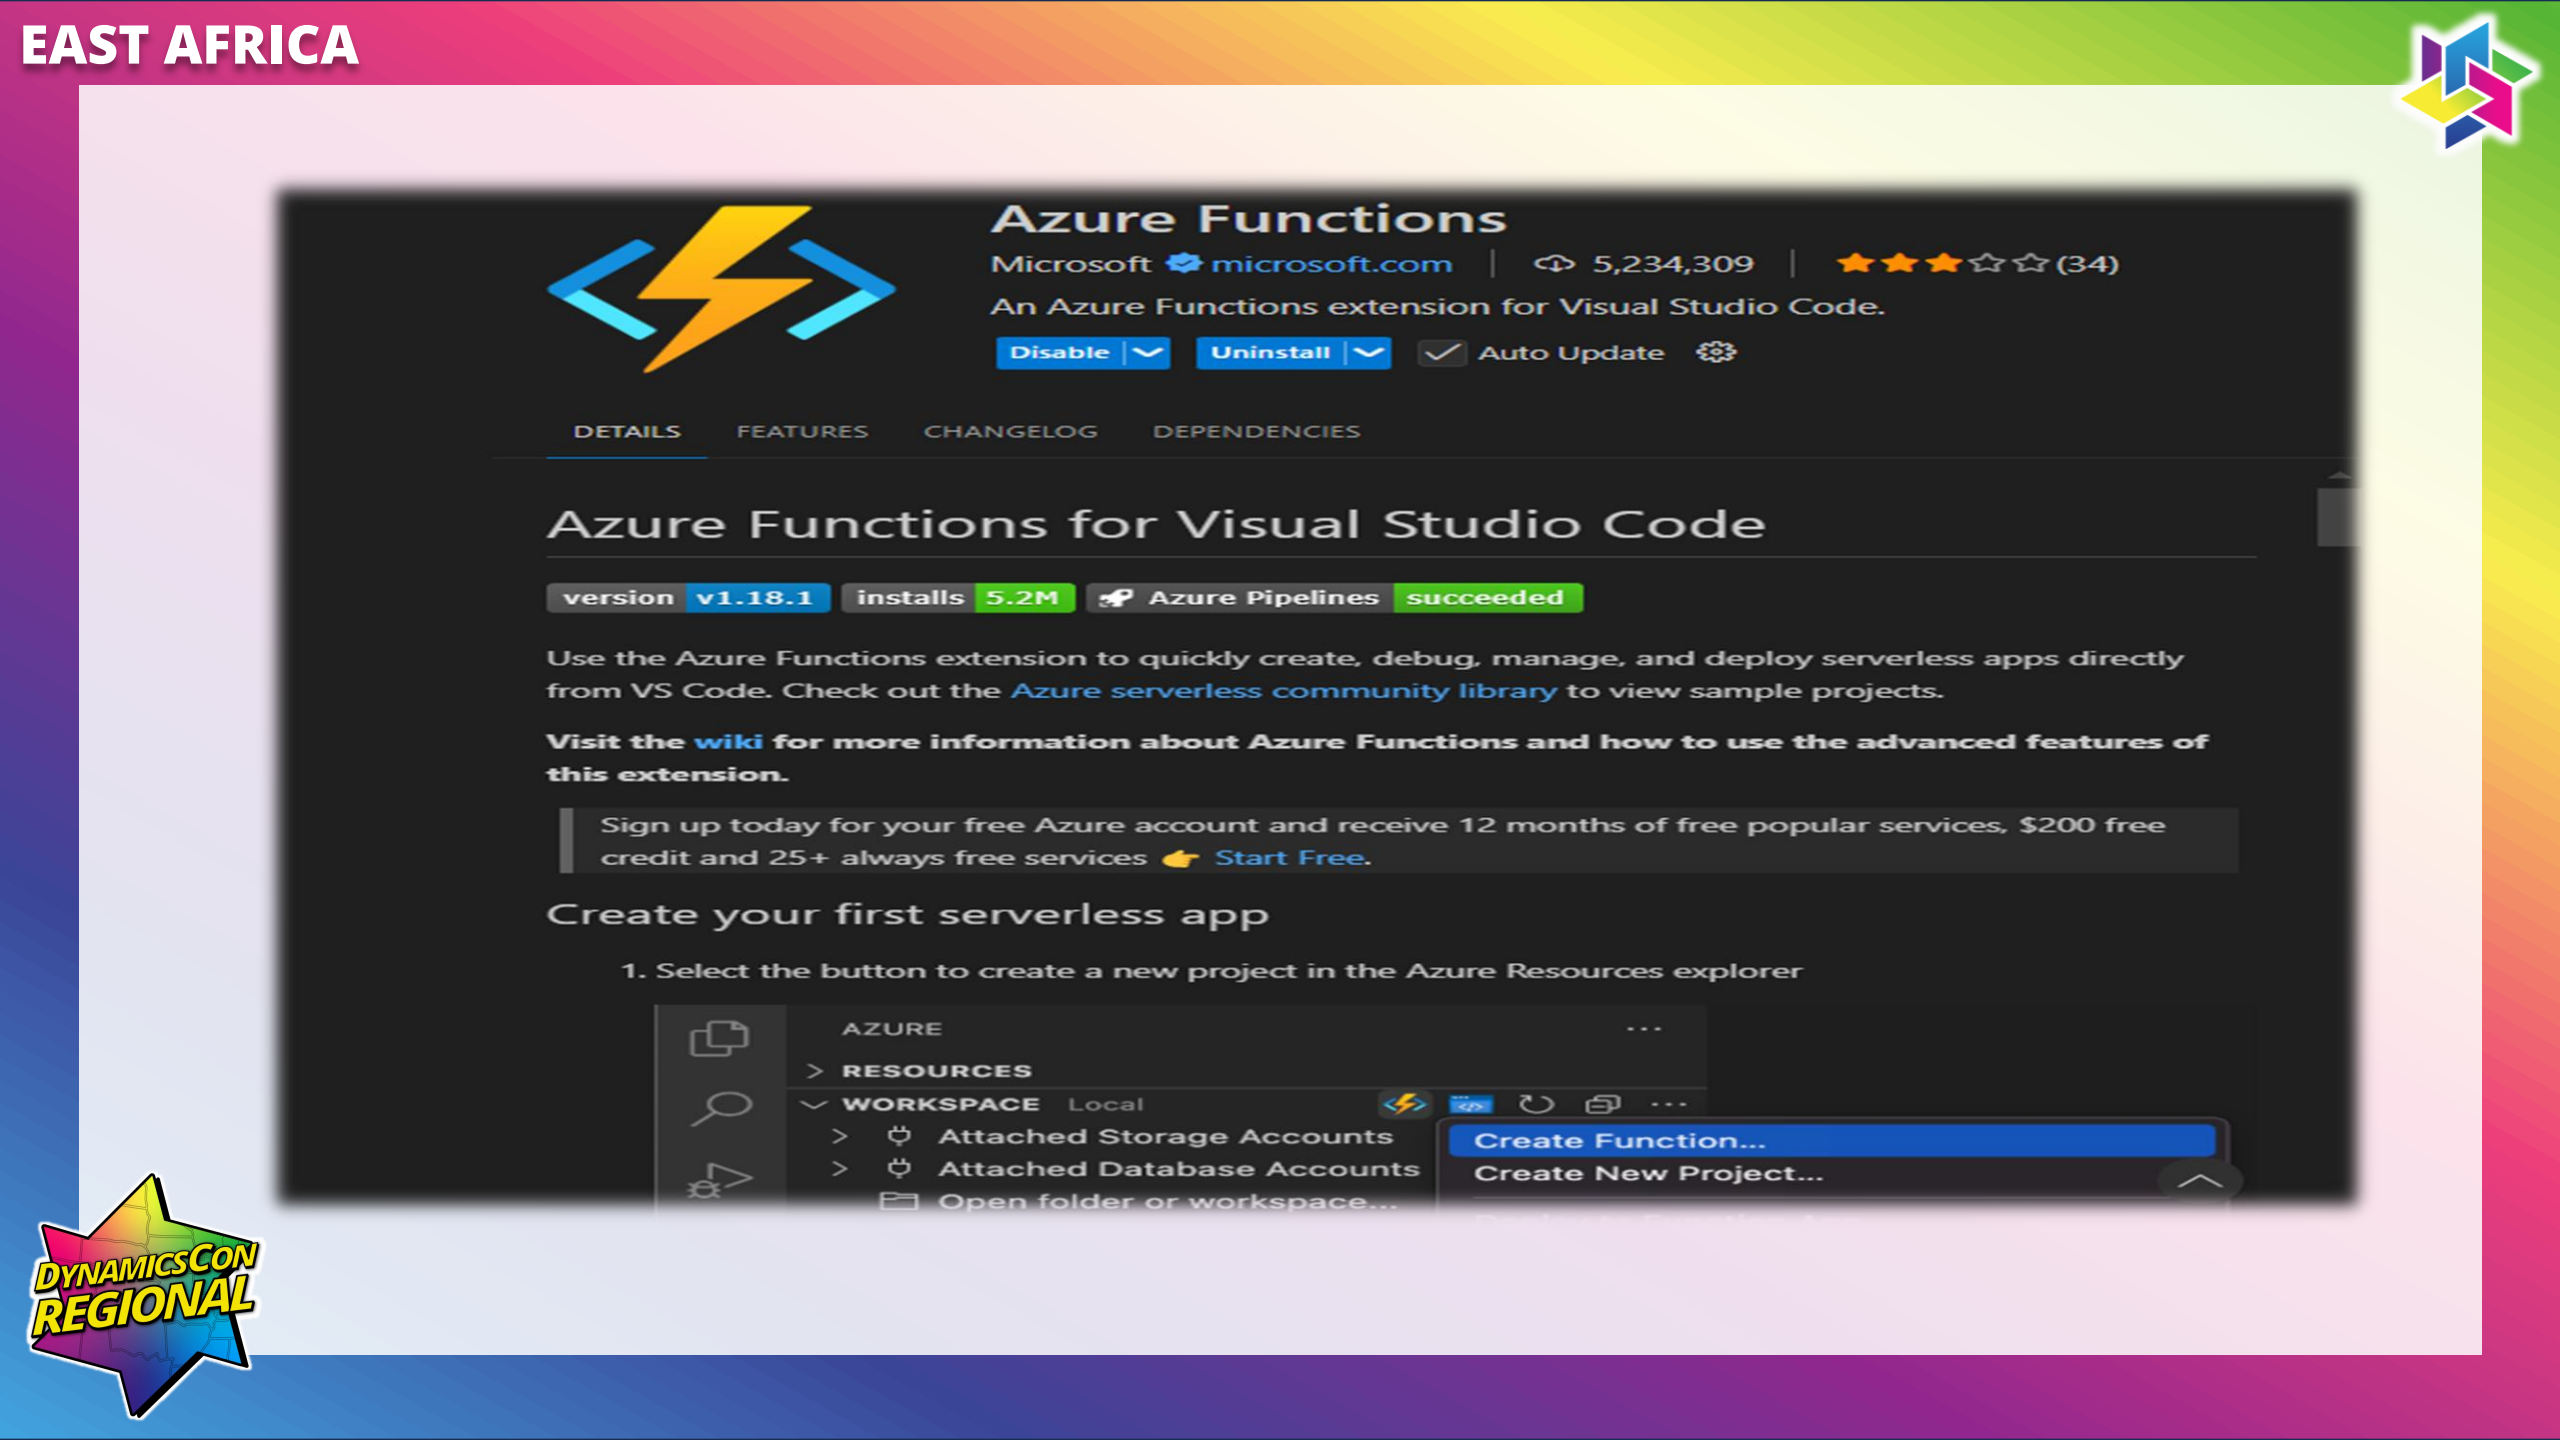 EAST AFRICA
Azure Functions
Microsoft microsoft.com | 5,234,309 | (34)
An Azure Functions extension for Visual Studio Code.
Disable Uninstall Auto Update
DETAILS FEATURES CHANGELOG DEPENDENCIES
Azure Functions for Visual Studio Code
version v1.18.1 installs 5.2M Azure Pipelines succeeded
Use the Azure Functions extension to quickly create, debug, manage, and deploy serverless apps directly
from VS Code. Check out the Azure serverless community library to view sample projects.
Visit the wiki for more information about Azure Functions and how to use the advanced features of
this extension.
Sign up today for your free Azure account and receive 12 months of free popular services, $200 free
credit and 25+ always free services 👉 Start Free.
Create your first serverless app
1. Select the button to create a new project in the Azure Resources explorer
AZURE ...
> RESOURCES
WORKSPACE Local ...
> Attached Storage Accounts
Create Function...
> Attached Database Accounts
Create New Project...
Open folder or workspace...
DYNAMICSCON
REGIONAL